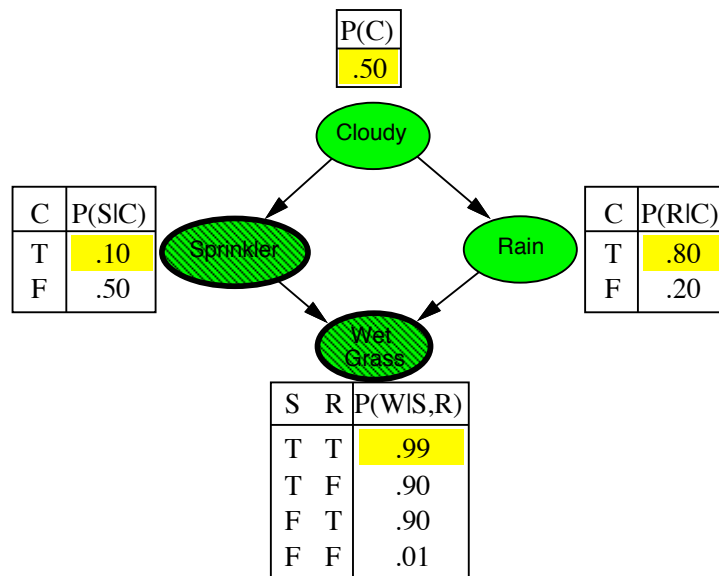 P(C)
.50
Cloudy
C P(S|C)
T .10
F .50
Sprinkler
Rain
C P(R|C)
T .80
F .20
Wet
Grass
S R P(W|S,R)
T T .99
T F .90
F T .90
F F .01